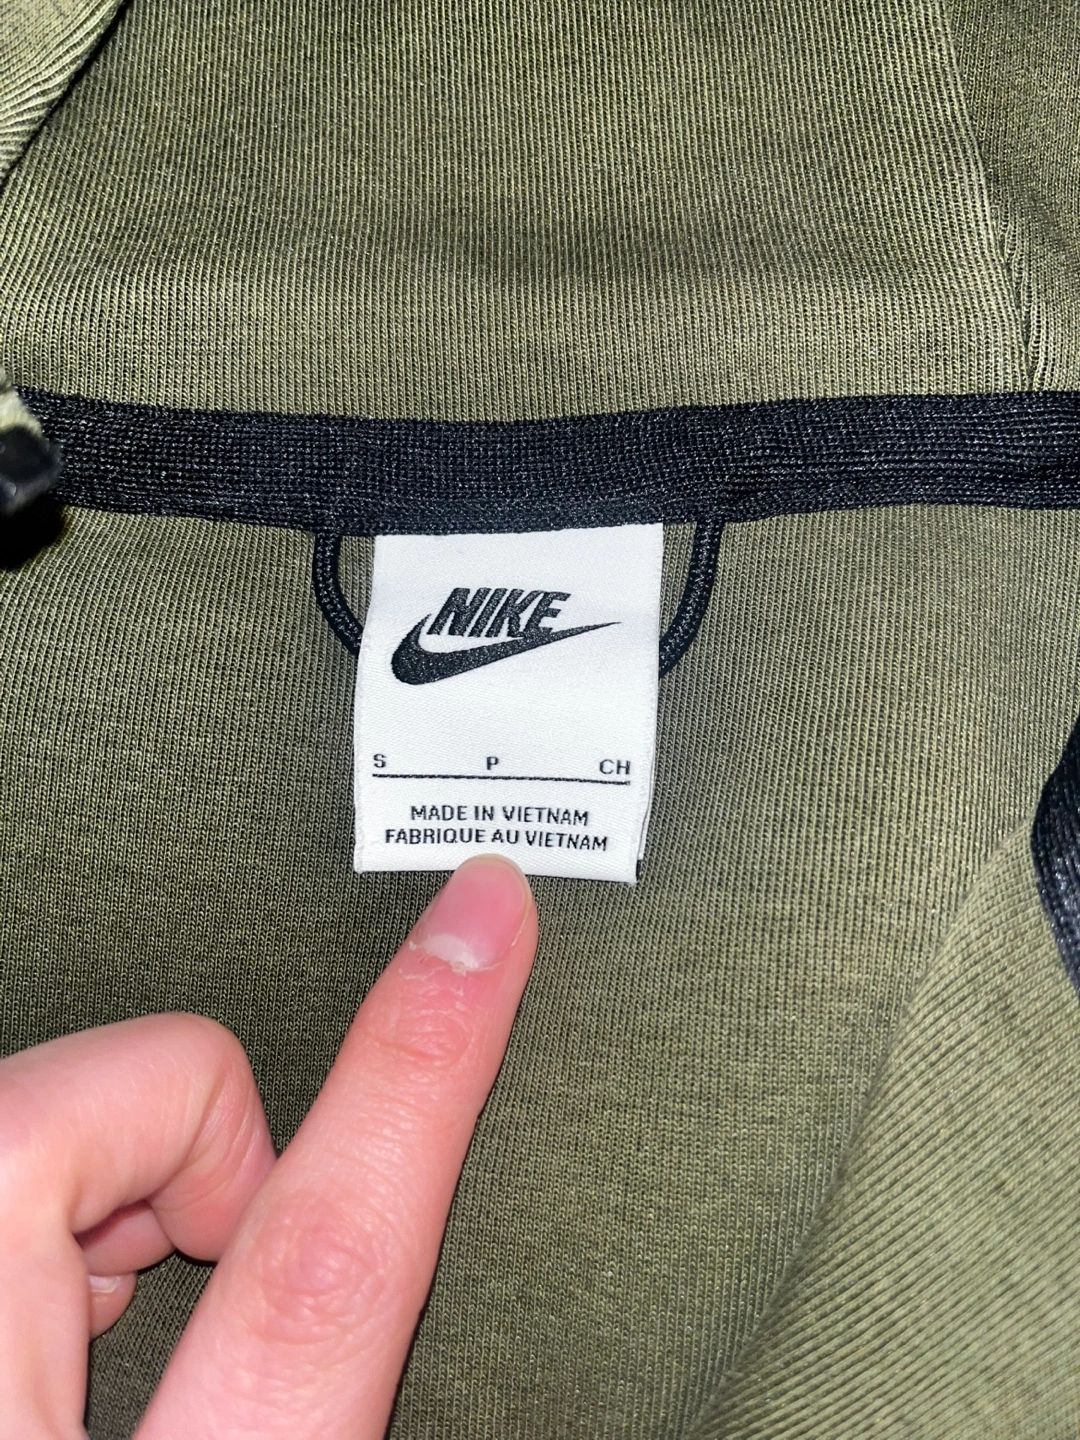 NIKE
S P CH
MADE IN VIETNAM
FABRIQUE AU VIETNAM